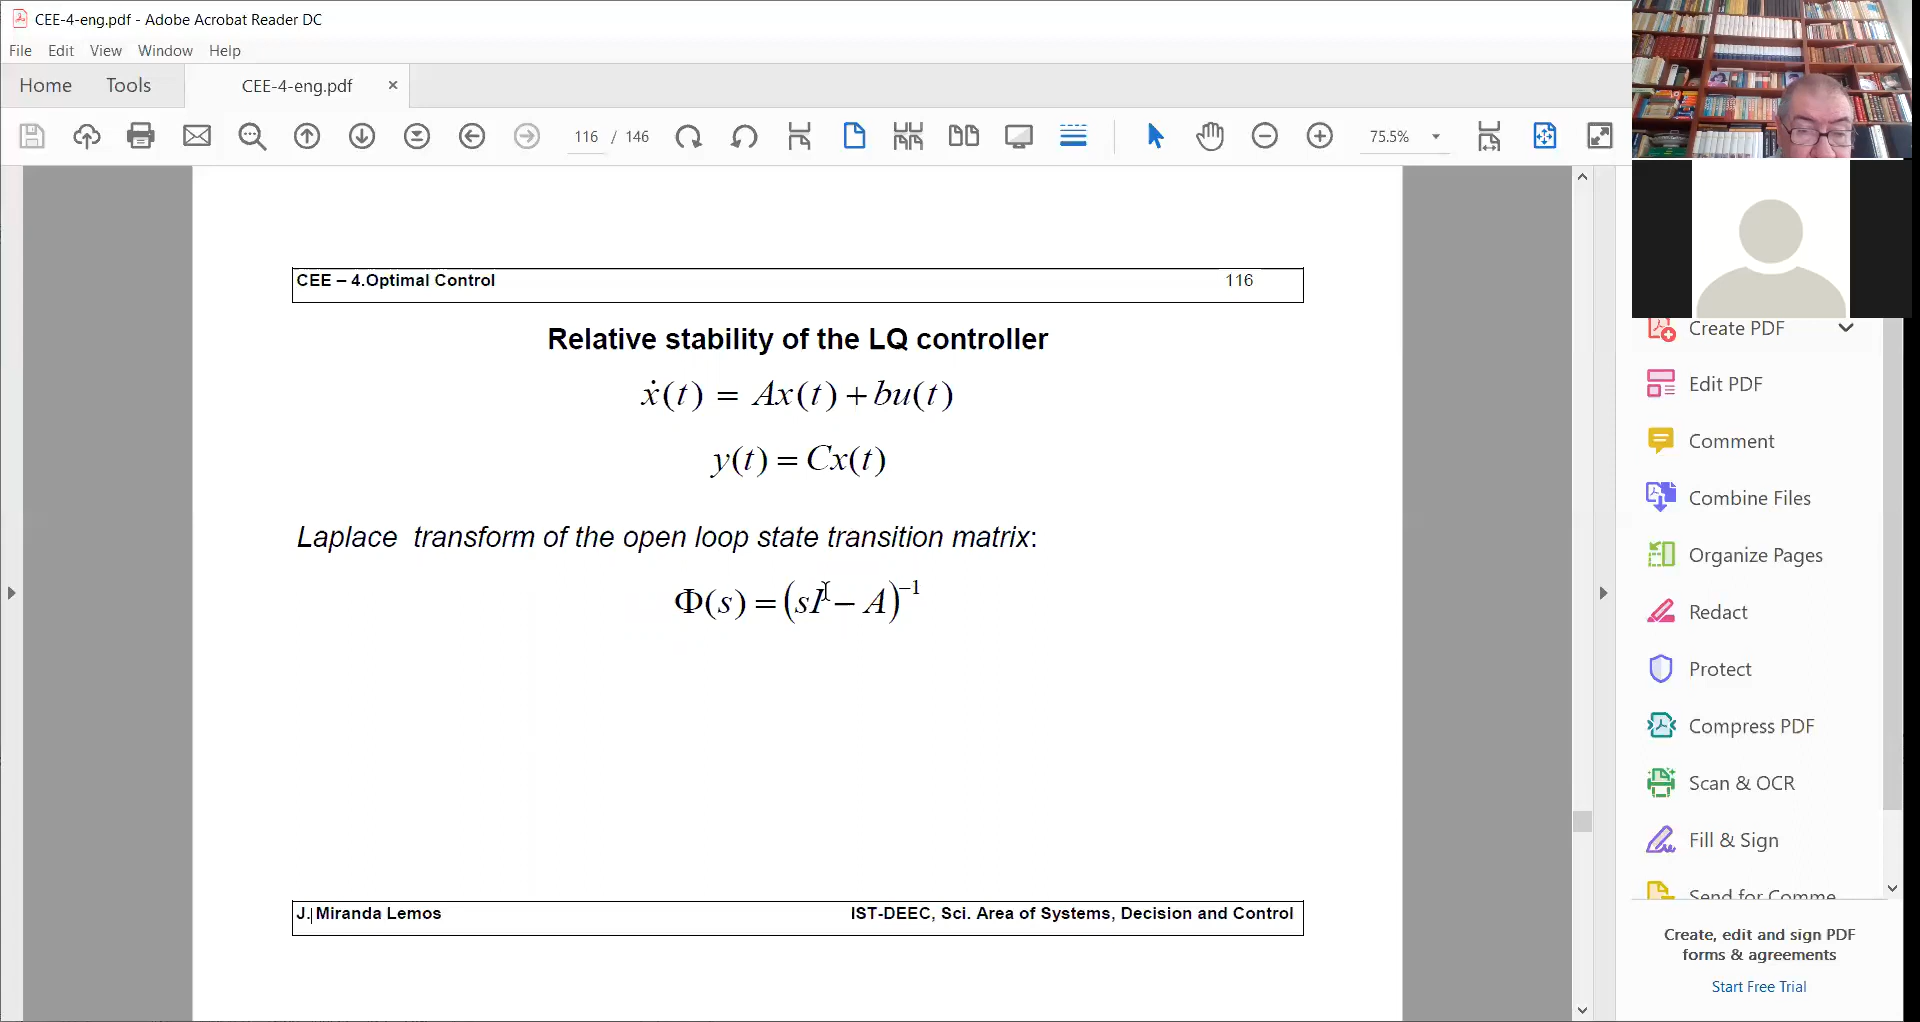 CEE-4-eng.pdf - Adobe Acrobat Reader DC
File Edit View Window Help
Home Tools CEE-4-eng.pdf ×
116 / 146 75.5%
CEE – 4.Optimal Control 116
Relative stability of the LQ controller
ẋ(t) = Ax(t) + bu(t)
y(t) = Cx(t)
Laplace transform of the open loop state transition matrix:
Φ(s) = (sI − A)⁻¹
J. Miranda Lemos IST-DEEC, Sci. Area of Systems, Decision and Control
Create PDF
Edit PDF
Comment
Combine Files
Organize Pages
Redact
Protect
Compress PDF
Scan & OCR
Fill & Sign
Send for Comme
Create, edit and sign PDF
forms & agreements
Start Free Trial